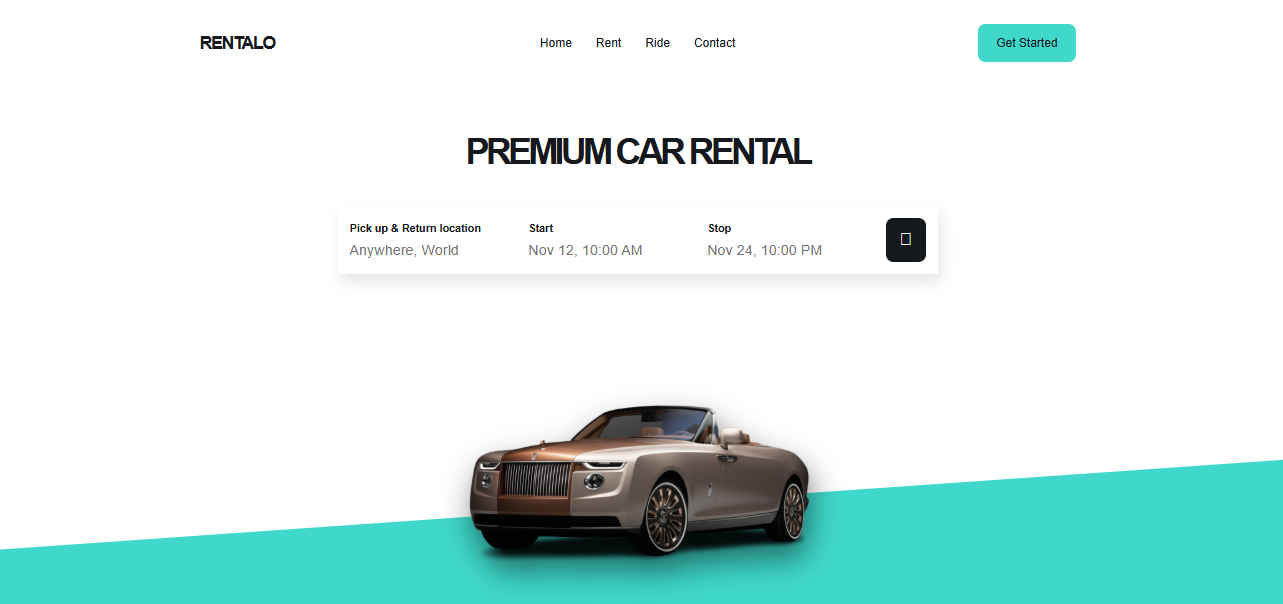 RENTALO
Home Rent Ride Contact
Get Started
PREMIUM CAR RENTAL
Pick up & Return location Start Stop
Anywhere, World Nov 12, 10:00 AM Nov 24, 10:00 PM